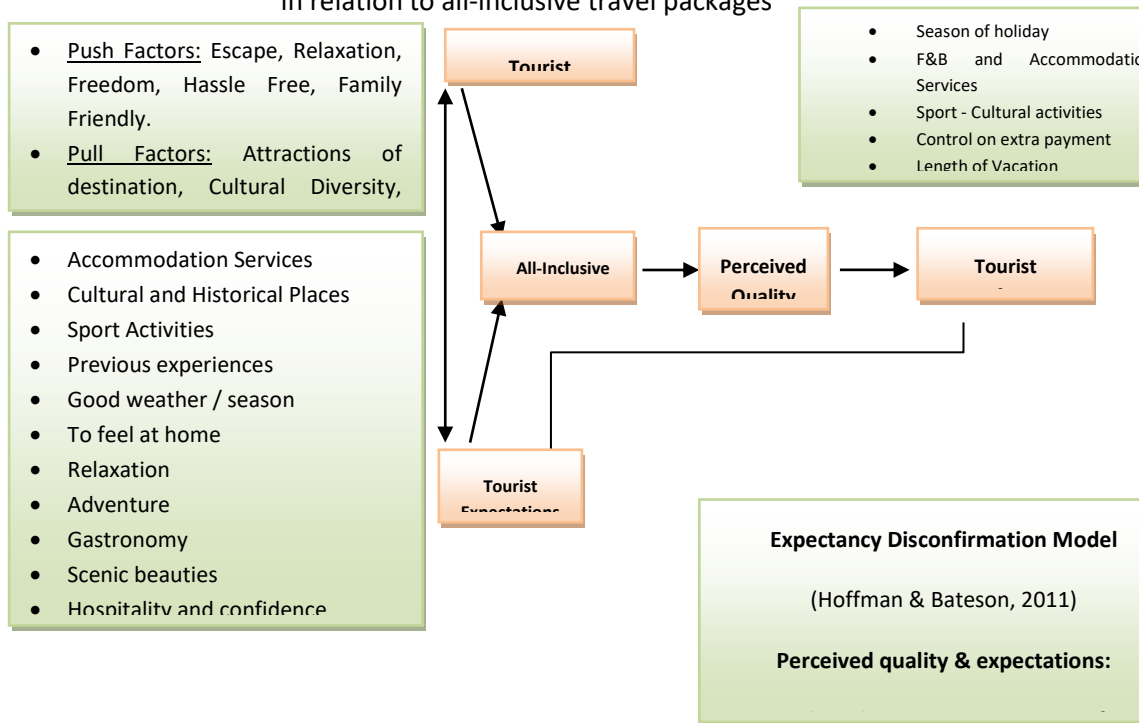 in relation to all-inclusive travel packages
• Push Factors: Escape, Relaxation,
Freedom, Hassle Free, Family
Friendly.
• Pull Factors: Attractions of
destination, Cultural Diversity,
Tourist
• Season of holiday
• F&B and Accommodatio
Services
• Sport - Cultural activities
• Control on extra payment
• Length of Vacation
• Accommodation Services
• Cultural and Historical Places
• Sport Activities
• Previous experiences
• Good weather / season
• To feel at home
• Relaxation
• Adventure
• Gastronomy
• Scenic beauties
• Hospitality and confidence
All-Inclusive
Perceived
Quality
Tourist
Tourist
Expectations
Expectancy Disconfirmation Model
(Hoffman & Bateson, 2011)
Perceived quality & expectations: